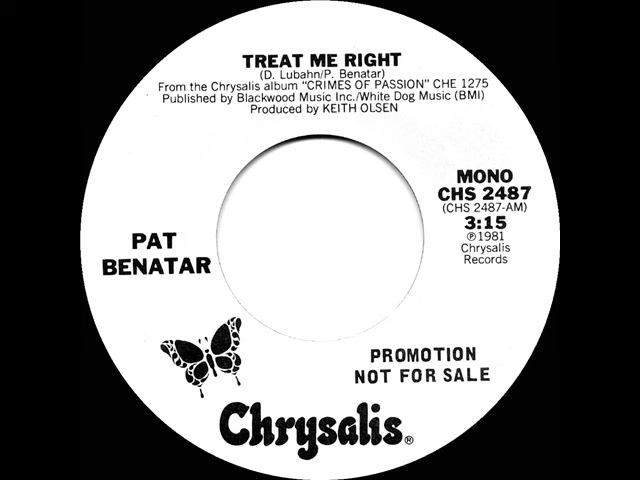 TREAT ME RIGHT
(D. Lubahn/P. Benatar)
From the Chrysalis album "CRIMES OF PASSION" CHE 1275
Published by Blackwood Music Inc./White Dog Music (BMI)
Produced by KEITH OLSEN
MONO
CHS 2487
(CHS 2487-AM)
3:15
℗ 1981
Chrysalis
Records
PAT
BENATAR
PROMOTION
NOT FOR SALE
Chrysalis®